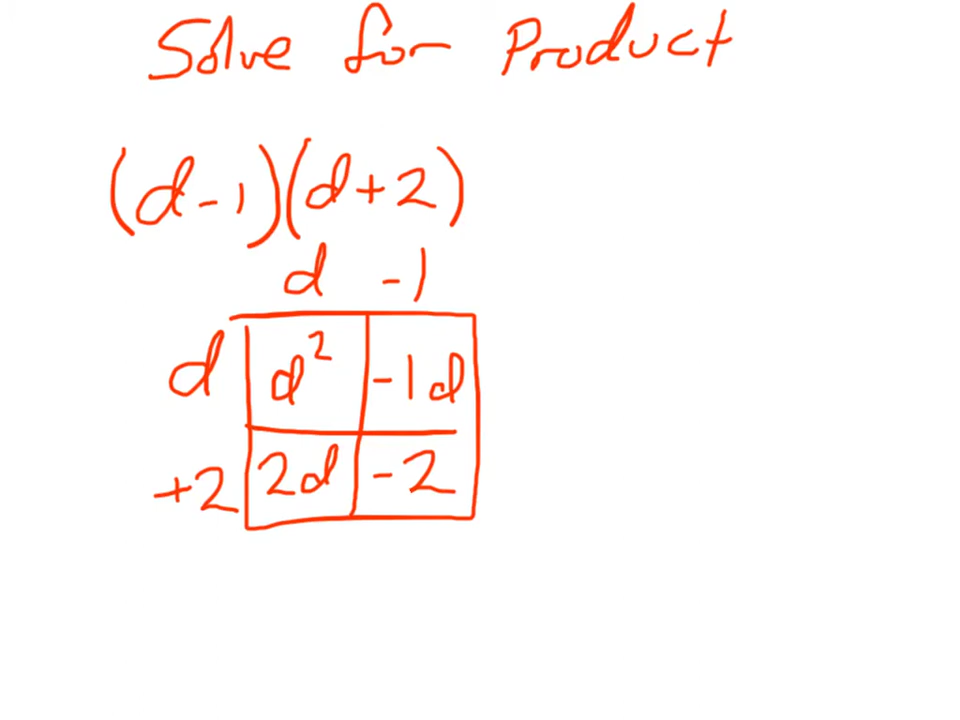 Solve for Product
(d-1)(d+2)
d -1
d d² -1d
+2 2d -2